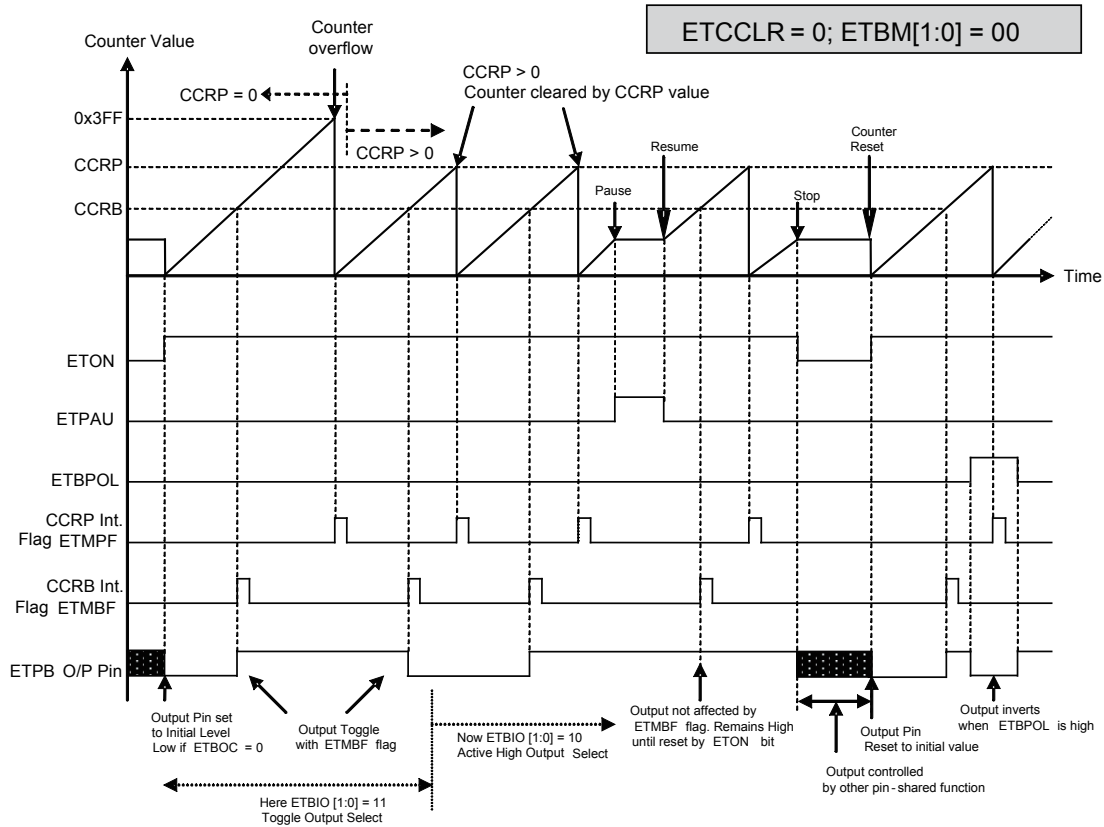 ETCCLR = 0; ETBM[1:0] = 00
Counter Value
Counter
overflow
CCRP = 0
CCRP > 0
CCRP > 0
Counter cleared by CCRP value
0x3FF
CCRP
CCRB
Pause
Resume
Stop
Counter
Reset
Time
ETON
ETPAU
ETBPOL
CCRP Int.
Flag ETMPF
CCRB Int.
Flag ETMBF
ETPB O/P Pin
Output Pin set
to Initial Level
Low if ETBOC = 0
Output Toggle
with ETMBF flag
Now ETBIO [1:0] = 10
Active High Output Select
Output not affected by
ETMBF flag. Remains High
until reset by ETON bit
Output Pin
Reset to initial value
Output inverts
when ETBPOL is high
Output controlled
by other pin-shared function
Here ETBIO [1:0] = 11
Toggle Output Select